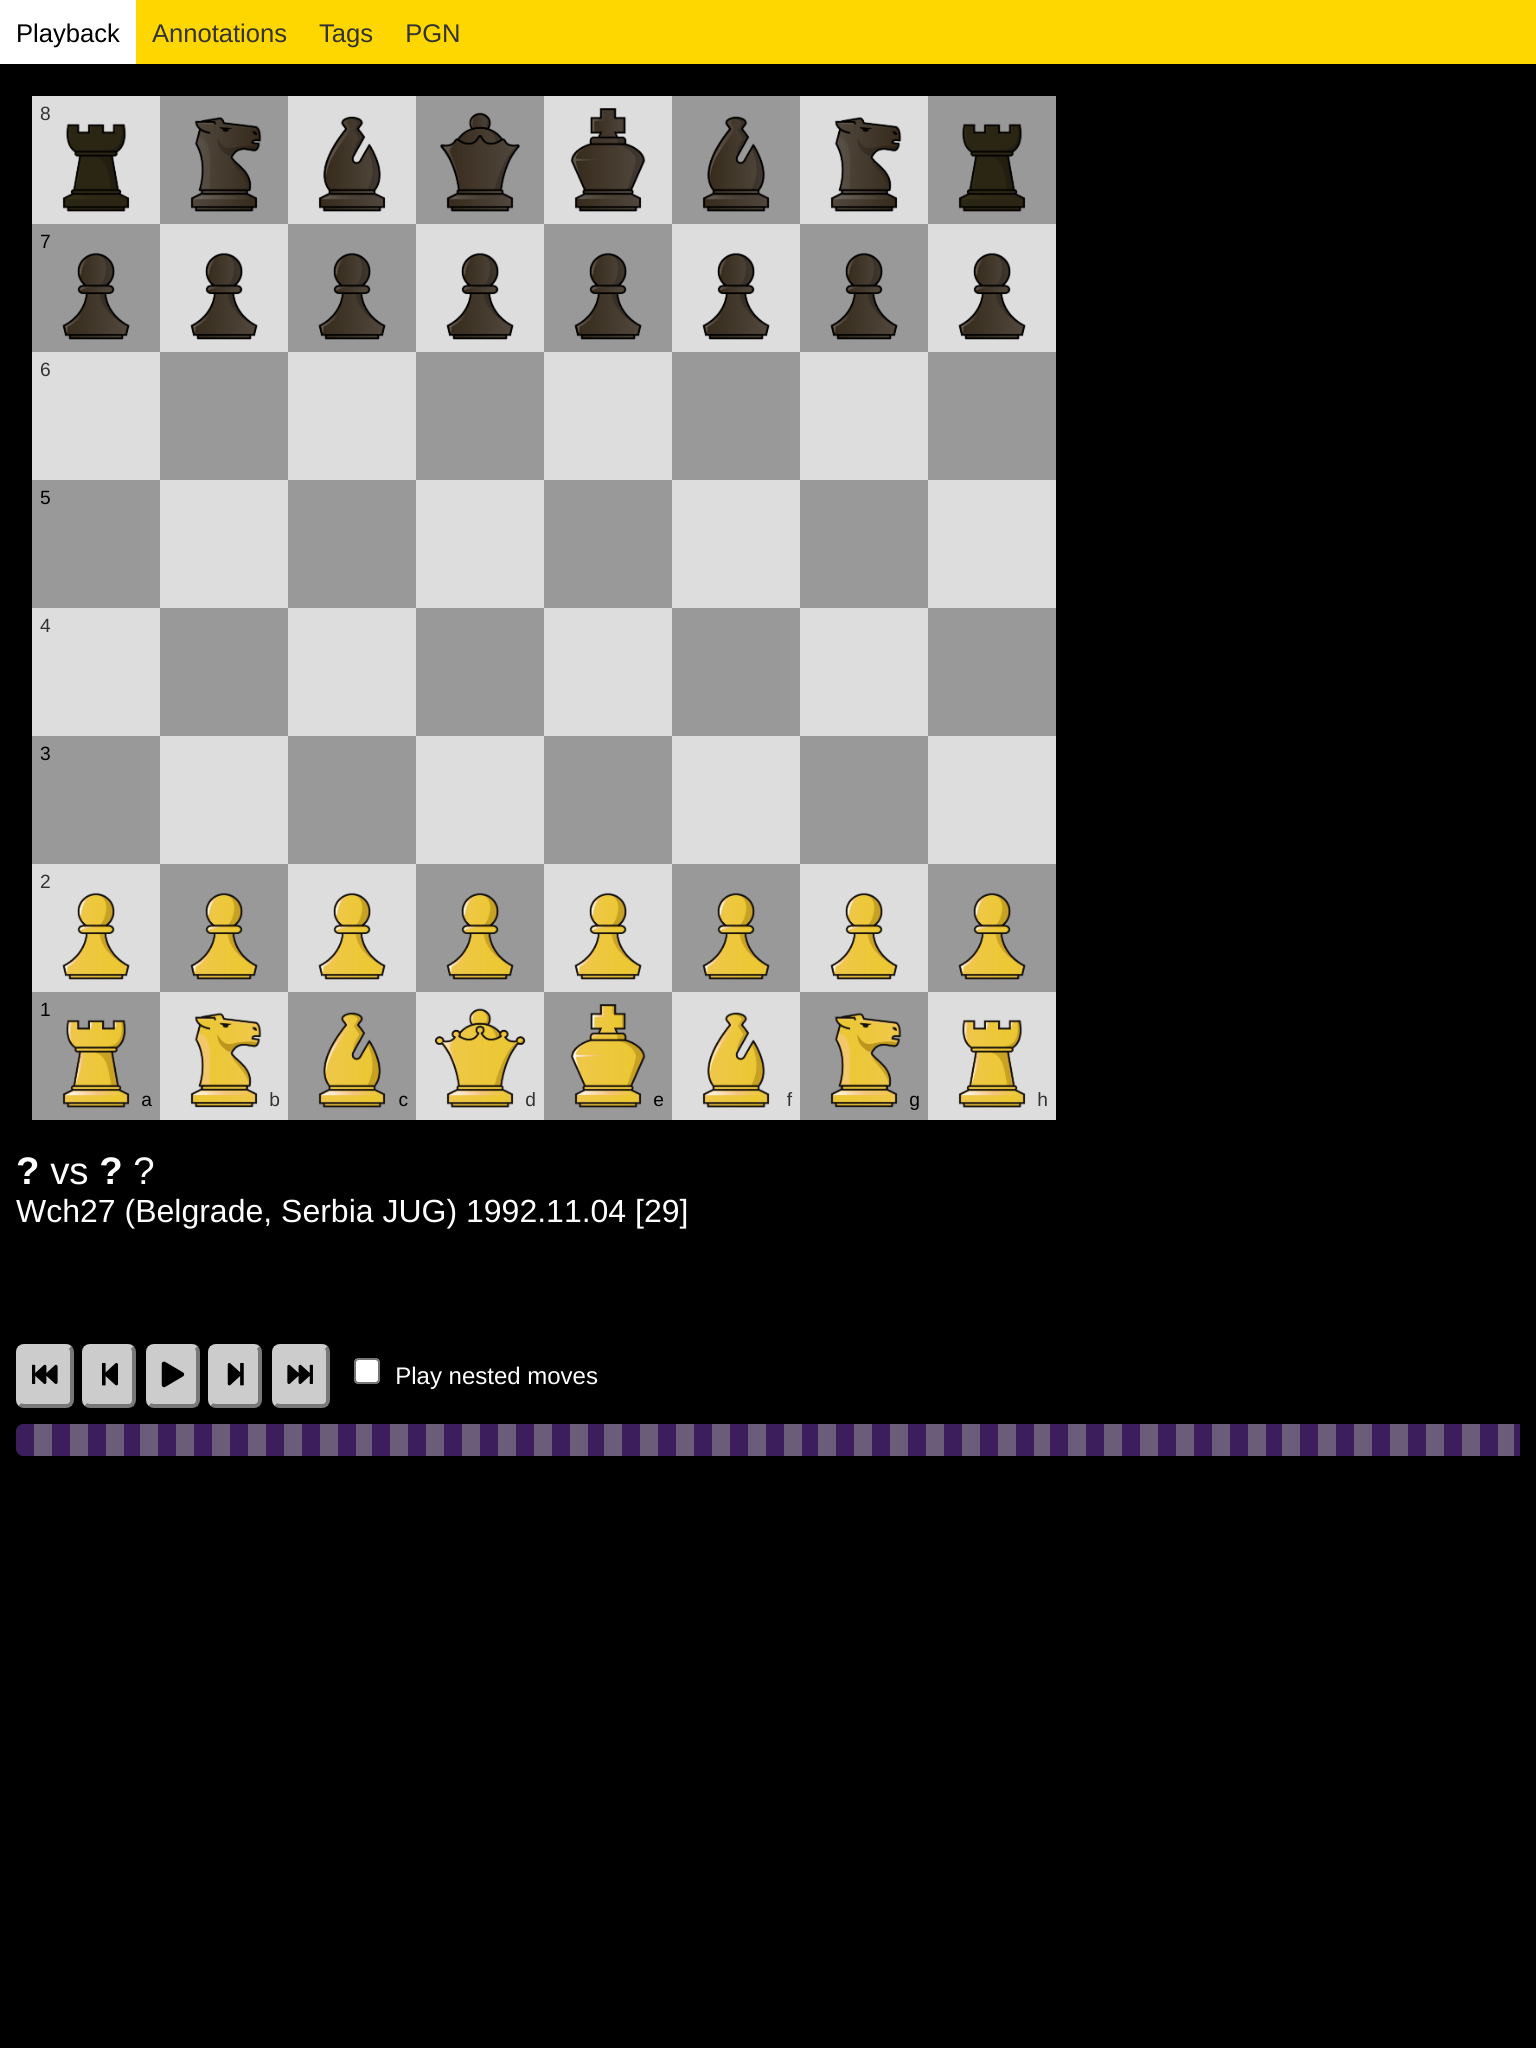 Playback Annotations Tags PGN
8
7
6
5
4
3
2
1
a b c d e f g h
? vs ? ?
Wch27 (Belgrade, Serbia JUG) 1992.11.04 [29]
Play nested moves